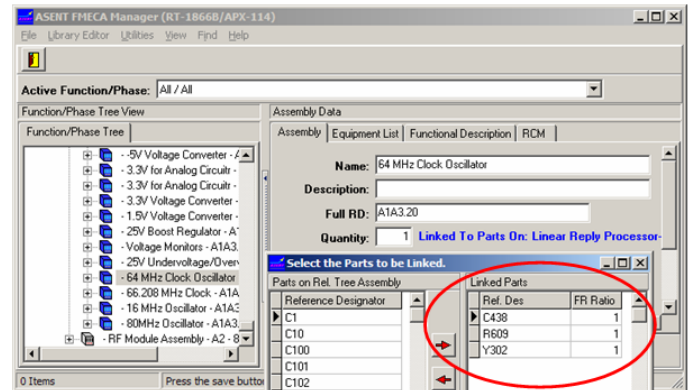 ASENT FMECA Manager (RT-1866B/APX-114)
File Library Editor Utilities View Find Help
Active Function/Phase: All / All
Function/Phase Tree View
Function/Phase Tree
- -5V Voltage Converter - A
- 3.3V for Analog Circuitr -
- 3.3V for Analog Circuitr -
- 3.3V Voltage Converter -
- 1.5V Voltage Converter -
- 25V Boost Regulator - A
- Voltage Monitors - A1A3.
- 25V Undervoltage/Overv
- 64 MHz Clock Oscillator
- 66.208 MHz Clock - A1A
- 16 MHz Oscillator - A1A3
- 80MHz Oscillator - A1A3.
- RF Module Assembly - A2 - 8
0 Items
Press the save button
Assembly Data
Assembly Equipment List Functional Description RCM
Name: 64 MHz Clock Oscillator
Description:
Full RD: A1A3.20
Quantity: 1 Linked To Parts On: Linear Reply Processor-
Select the Parts to be Linked.
Parts on Rel. Tree Assembly
Reference Designator
C1
C10
C100
C101
C102
Linked Parts
Ref. Des FR Ratio
C438 1
R609 1
Y302 1